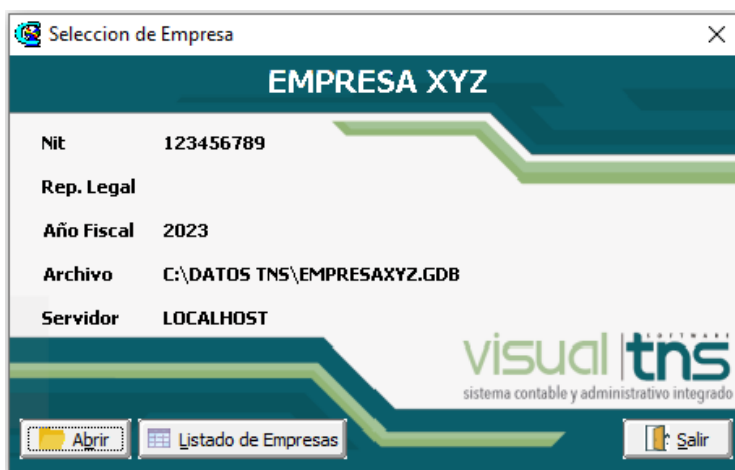 Seleccion de Empresa
EMPRESA XYZ
Nit 123456789
Rep. Legal
Año Fiscal 2023
Archivo C:\DATOS TNS\EMPRESAXYZ.GDB
Servidor LOCALHOST
SOFTWARE
visual tns
sistema contable y administrativo integrado
Abrir Listado de Empresas Salir